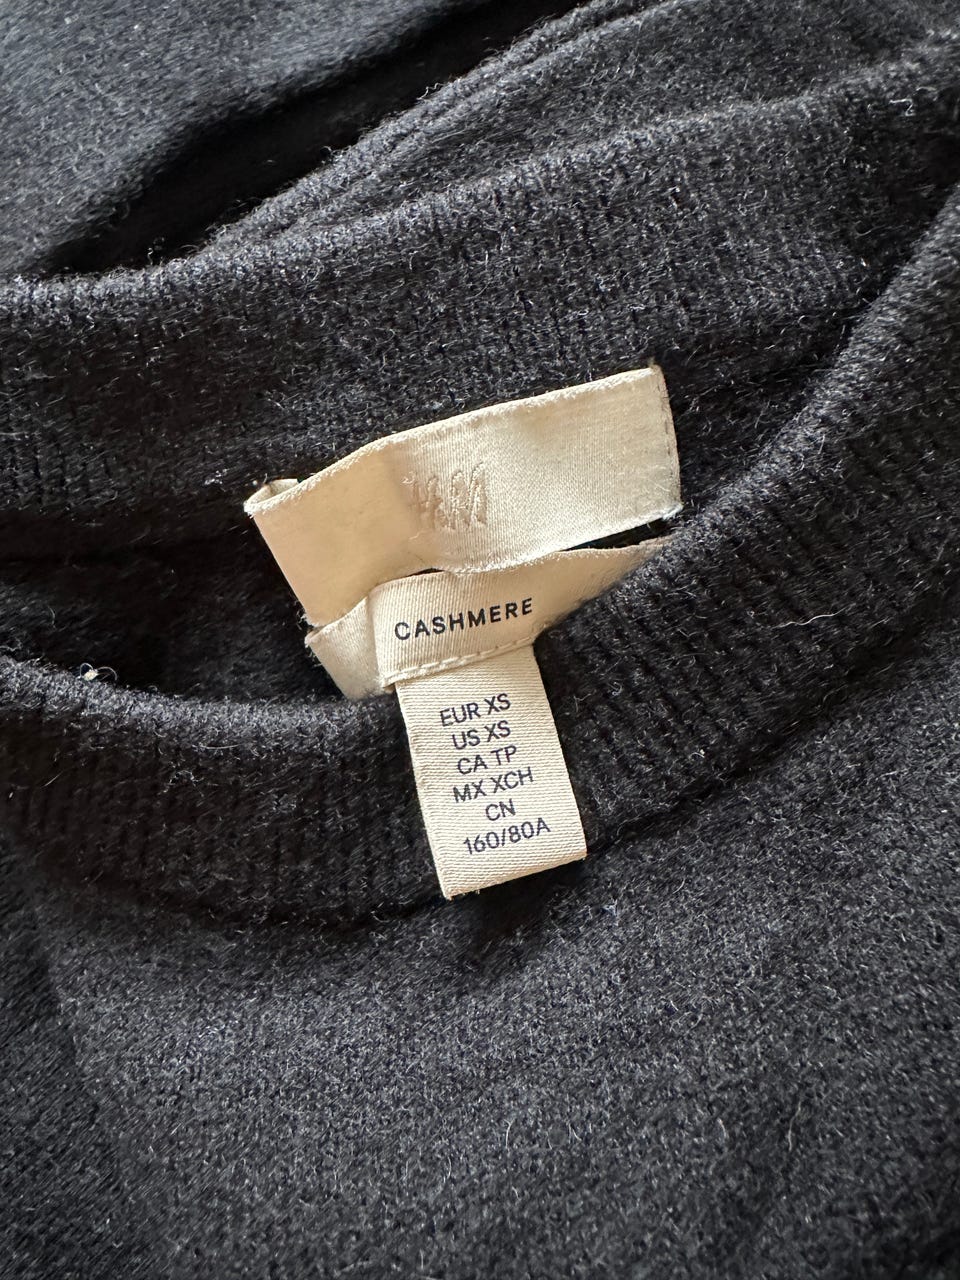 H&M
CASHMERE
EUR XS
US XS
CA TP
MX XCH
CN
160/80A